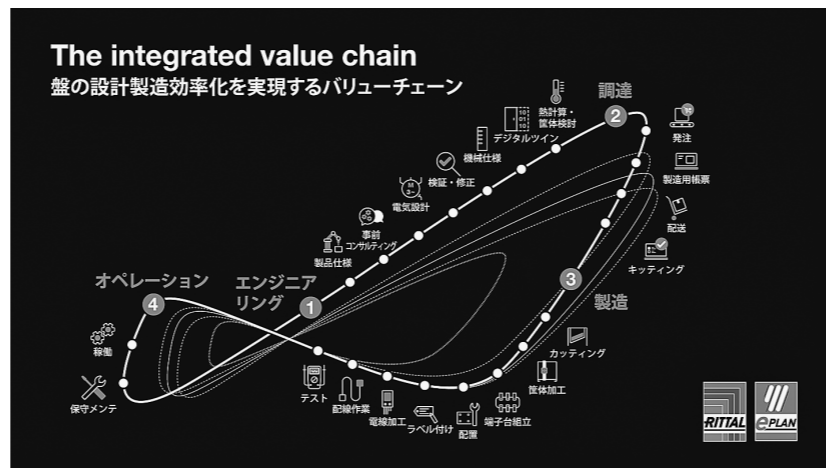 The integrated value chain
盤の設計製造効率化を実現するバリューチェーン
エンジニア
リング
1
製品仕様
事前
コンサルティング
電気設計
M
3~
検証・修正
機械仕様
デジタルツイン
10
01
10
熱計算・
筐体検討
調達
2
発注
製造用帳票
配送
キッティング
3
製造
カッティング
筐体加工
端子台組立
配置
ラベル付け
電線加工
配線作業
テスト
オペレーション
4
稼働
保守メンテ
RITTAL
ePLAN